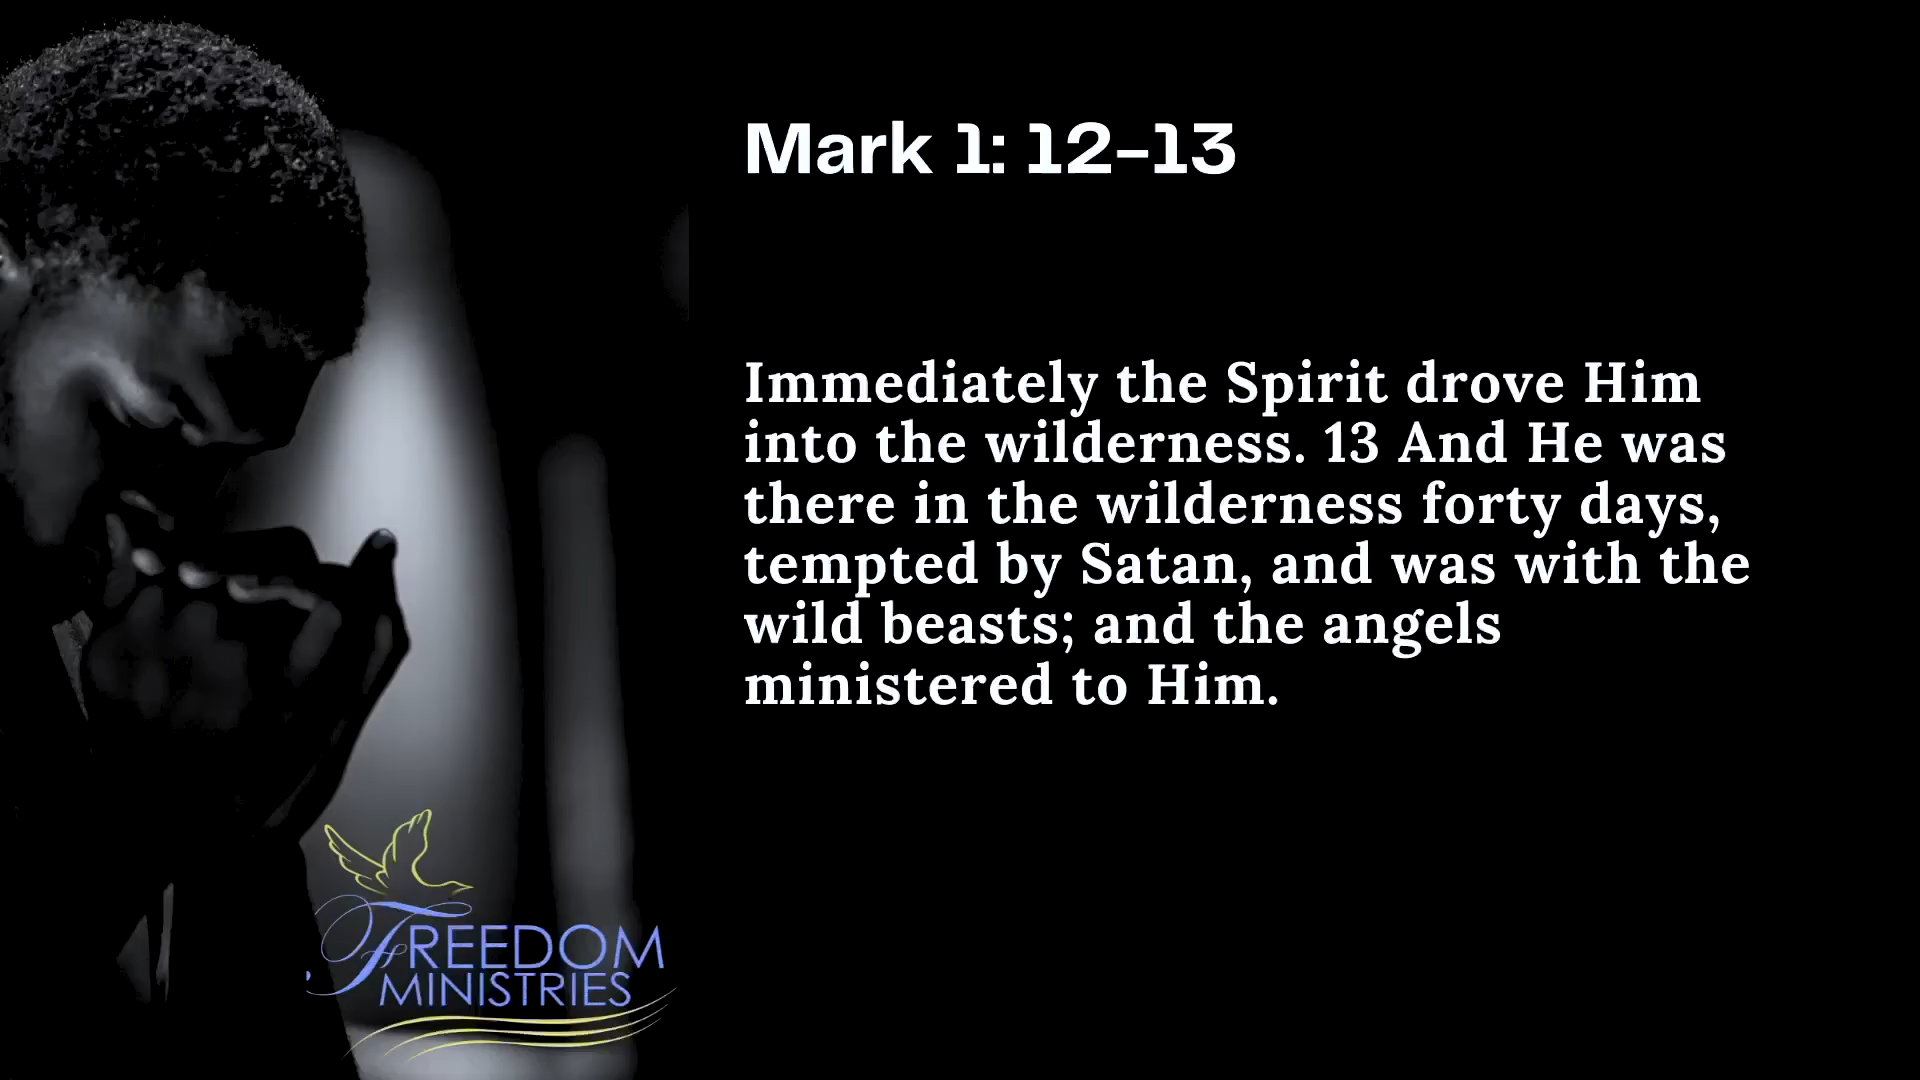 Mark 1: 12–13
Immediately the Spirit drove Him
into the wilderness. 13 And He was
there in the wilderness forty days,
tempted by Satan, and was with the
wild beasts; and the angels
ministered to Him.
FREEDOM
MINISTRIES